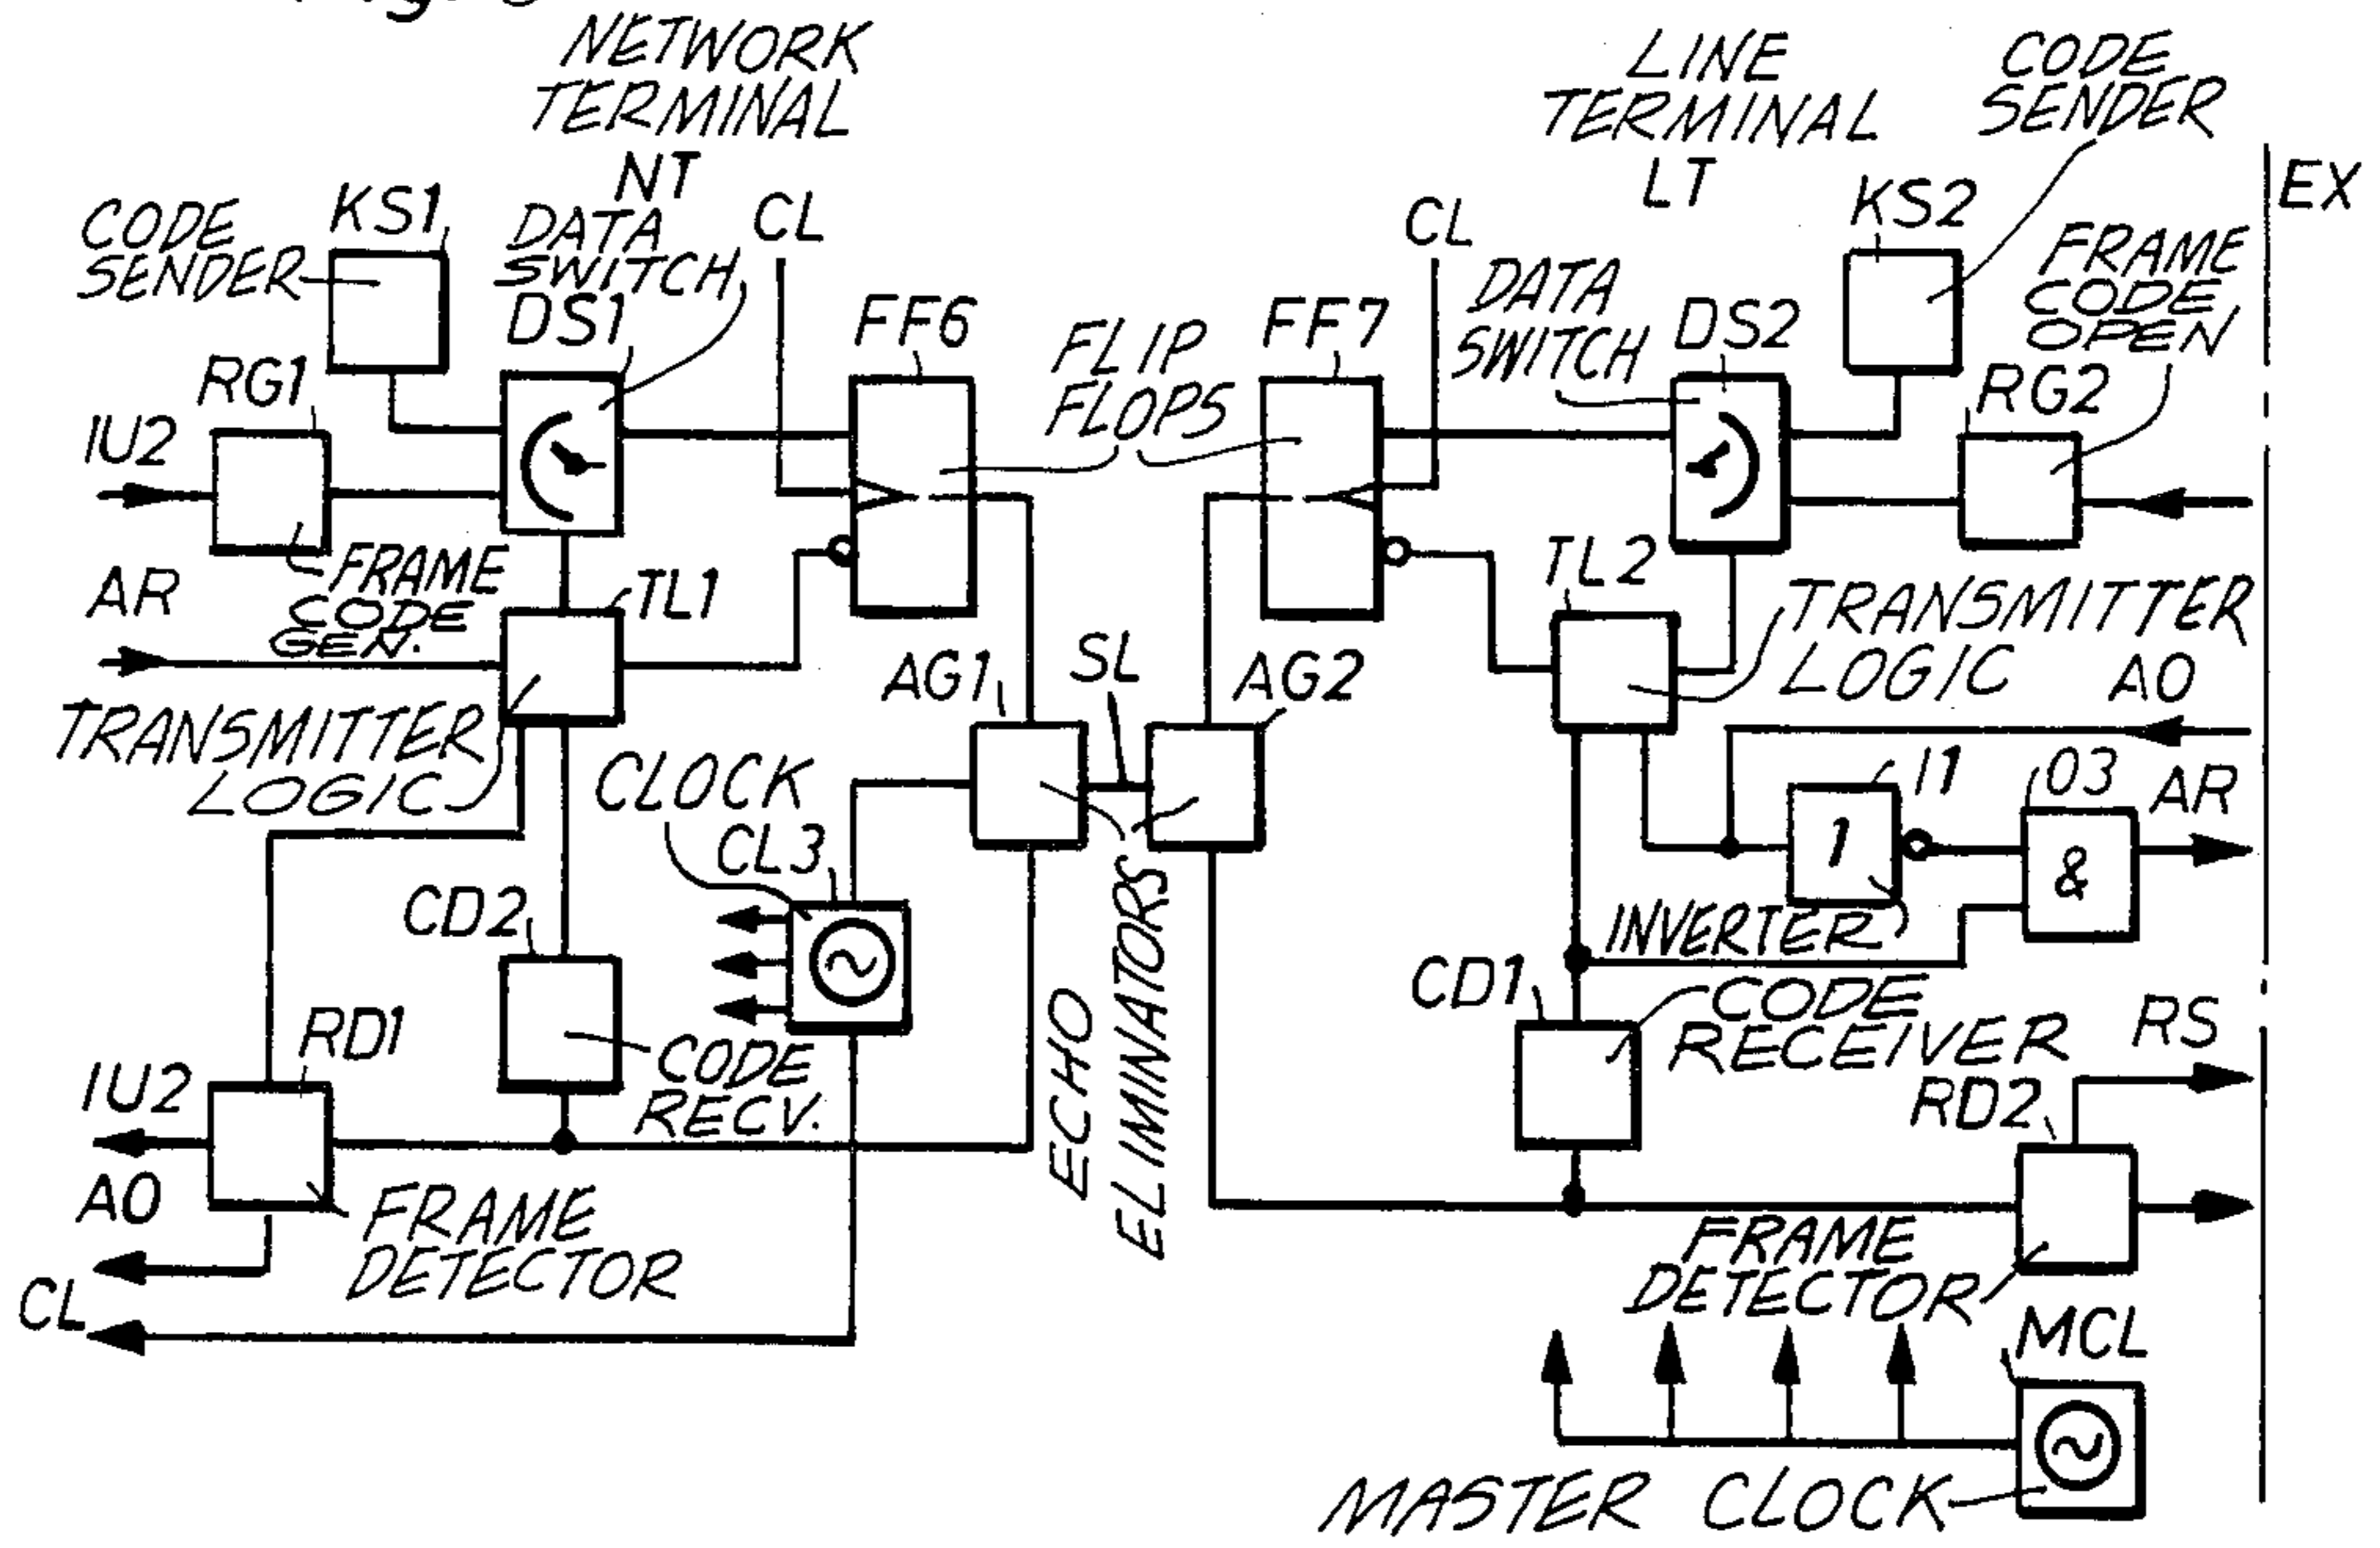 NETWORK
TERMINAL
NT
LINE
TERMINAL
LT
CODE
SENDER
EX
CODE
SENDER
KS1
DATA
SWITCH
DS1
CL
FF6
FLIP
FLOPS
FF7
CL
DATA
SWITCH
DS2
KS2
FRAME
CODE
OPEN
RG2
RG1
IU2
FRAME
CODE
GEN.
AR
TL1
TRANSMITTER
LOGIC
AG1
SL
AG2
TL2
TRANSMITTER
LOGIC
AO
I1
O3
AR
1
&
INVERTER
CLOCK
CL3
CD2
CODE
RECV.
ECHO
ELIMINATORS
CD1
CODE
RECEIVER
RS
RD2
RD1
IU2
AO
FRAME
DETECTOR
CL
FRAME
DETECTOR
MCL
MASTER CLOCK